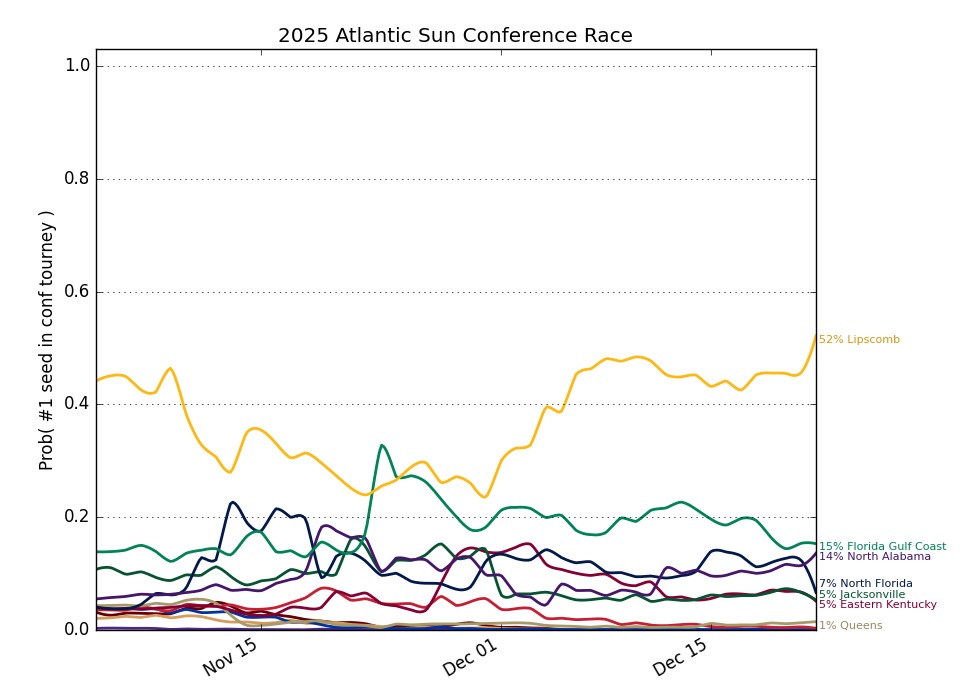 2025 Atlantic Sun Conference Race
Prob( #1 seed in conf tourney )
1.0
0.8
0.6
0.4
0.2
0.0
Nov 15
Dec 01
Dec 15
52% Lipscomb
15% Florida Gulf Coast
14% North Alabama
7% North Florida
5% Jacksonville
5% Eastern Kentucky
1% Queens